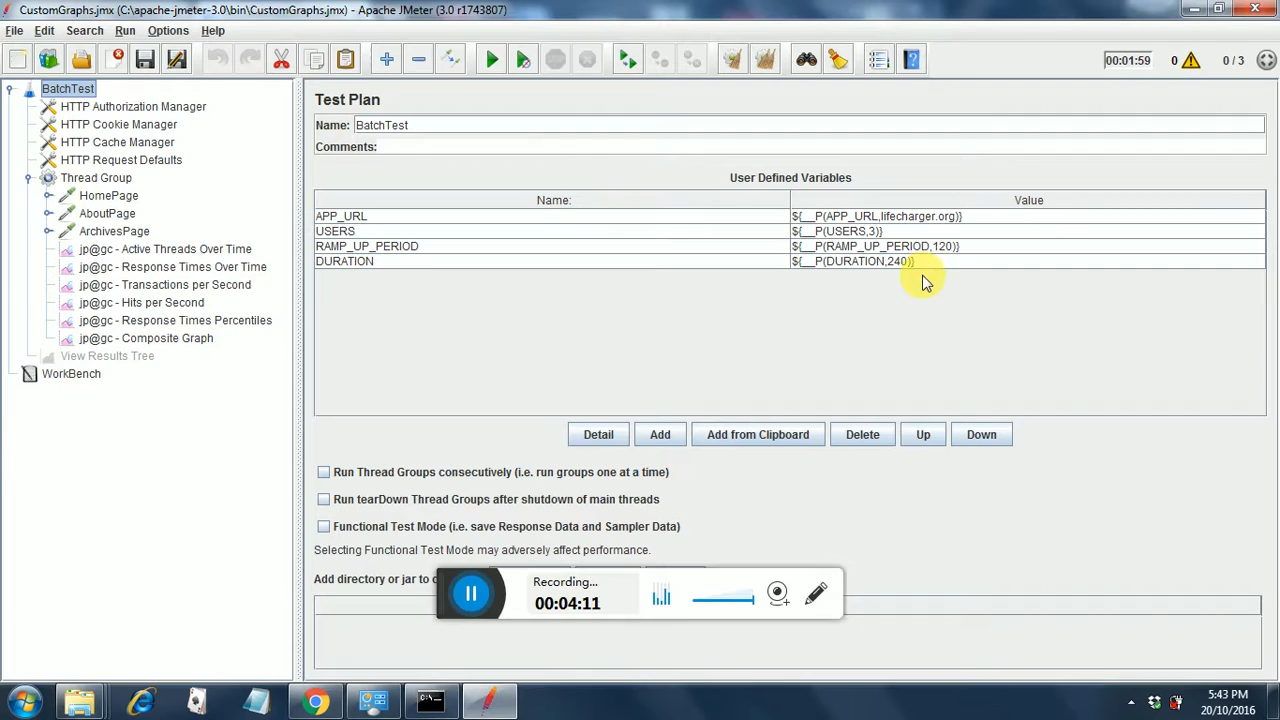 CustomGraphs.jmx (C:\apache-jmeter-3.0\bin\CustomGraphs.jmx) - Apache JMeter (3.0 r1743807)
File Edit Search Run Options Help
00:01:59 0 0 / 3
BatchTest
HTTP Authorization Manager
HTTP Cookie Manager
HTTP Cache Manager
HTTP Request Defaults
Thread Group
HomePage
AboutPage
ArchivesPage
jp@gc - Active Threads Over Time
jp@gc - Response Times Over Time
jp@gc - Transactions per Second
jp@gc - Hits per Second
jp@gc - Response Times Percentiles
jp@gc - Composite Graph
View Results Tree
WorkBench
Test Plan
Name: BatchTest
Comments:
User Defined Variables
Name: Value
APP_URL ${__P(APP_URL,lifecharger.org)}
USERS ${__P(USERS,3)}
RAMP_UP_PERIOD ${__P(RAMP_UP_PERIOD,120)}
DURATION ${__P(DURATION,240)}
Detail Add Add from Clipboard Delete Up Down
Run Thread Groups consecutively (i.e. run groups one at a time)
Run tearDown Thread Groups after shutdown of main threads
Functional Test Mode (i.e. save Response Data and Sampler Data)
Selecting Functional Test Mode may adversely affect performance.
Add directory or jar to
Recording...
00:04:11
5:43 PM
20/10/2016